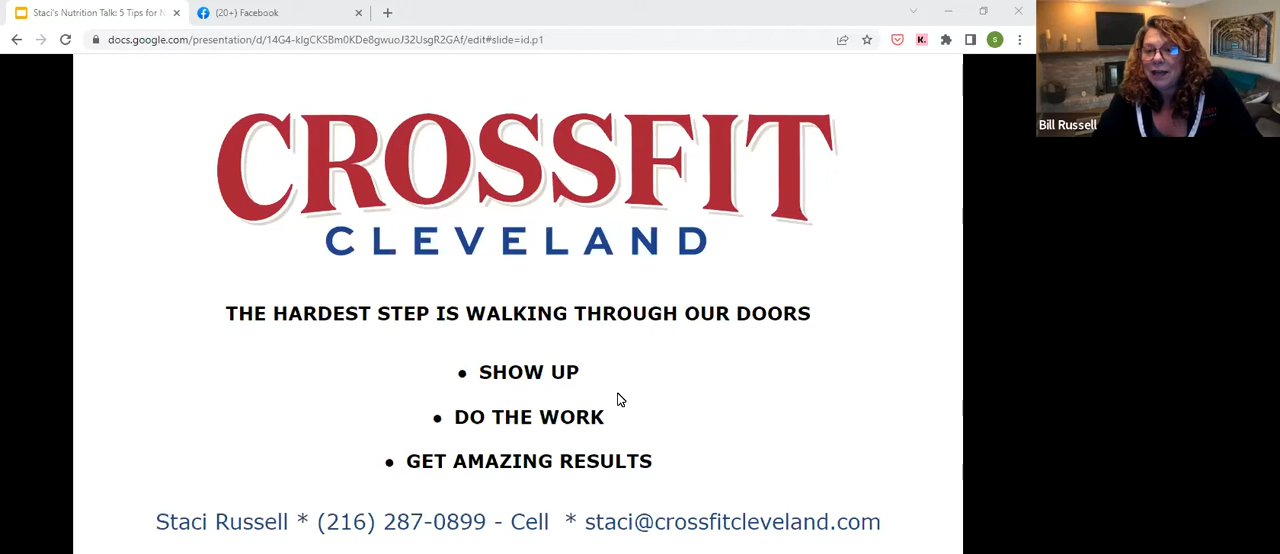 Staci's Nutrition Talk: 5 Tips for N
(20+) Facebook
docs.google.com/presentation/d/14G4-klgCKSBm0KDe8gwuoJ32UsgR2GAf/edit#slide=id.p1
K.
S
Bill Russell
CROSSFIT
CLEVELAND
THE HARDEST STEP IS WALKING THROUGH OUR DOORS
● SHOW UP
● DO THE WORK
● GET AMAZING RESULTS
Staci Russell * (216) 287-0899 - Cell * staci@crossfitcleveland.com